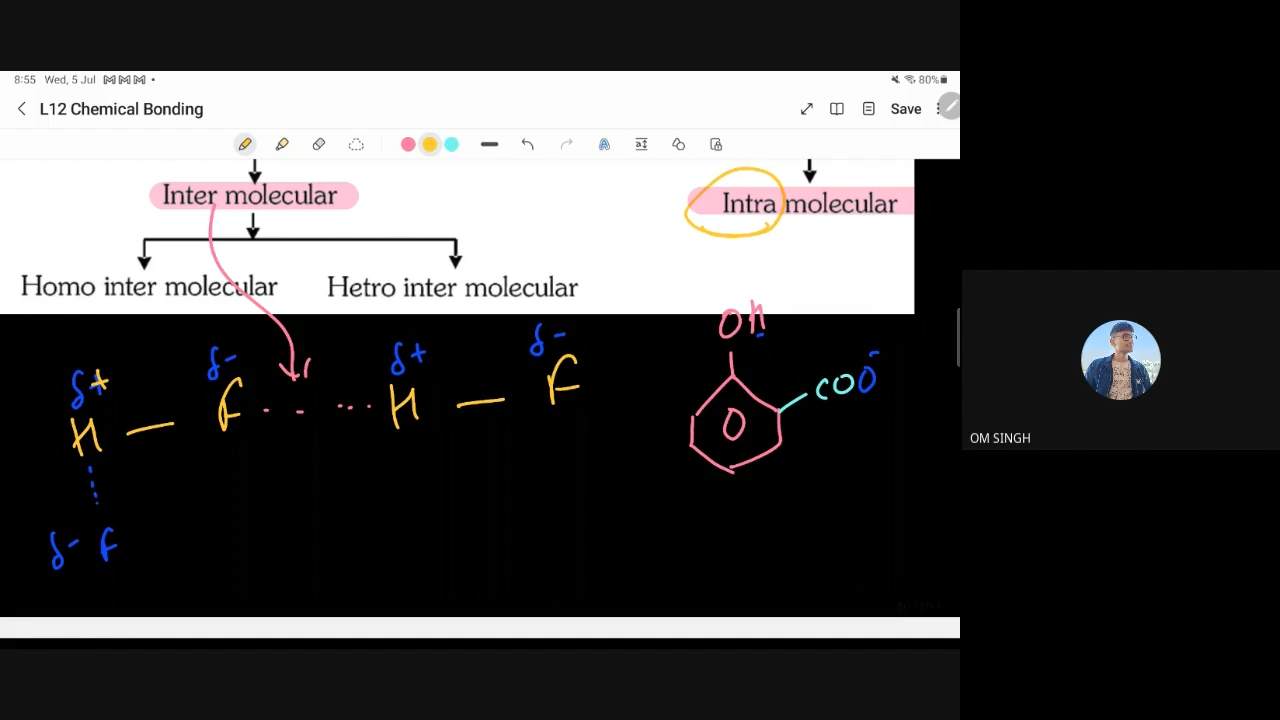 8:55 Wed, 5 Jul 80%
L12 Chemical Bonding
Save
Inter molecular
Intra molecular
Homo inter molecular
Hetro inter molecular
OH
δ+ δ- δ+ δ-
H — F ... ... H — F
COO-
δ- F
OM SINGH